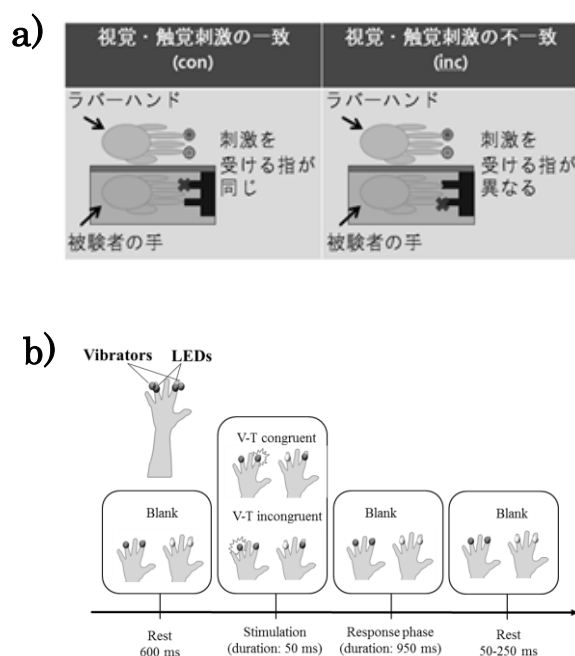 a)
視覚・触覚刺激の一致
(con)
視覚・触覚刺激の不一致
(inc)
ラバーハンド
刺激を
受ける指が
同じ
被験者の手
ラバーハンド
刺激を
受ける指が
異なる
被験者の手
b)
Vibrators LEDs
Blank
V-T congruent
V-T incongruent
Blank
Blank
Rest
600 ms
Stimulation
(duration: 50 ms)
Response phase
(duration: 950 ms)
Rest
50-250 ms